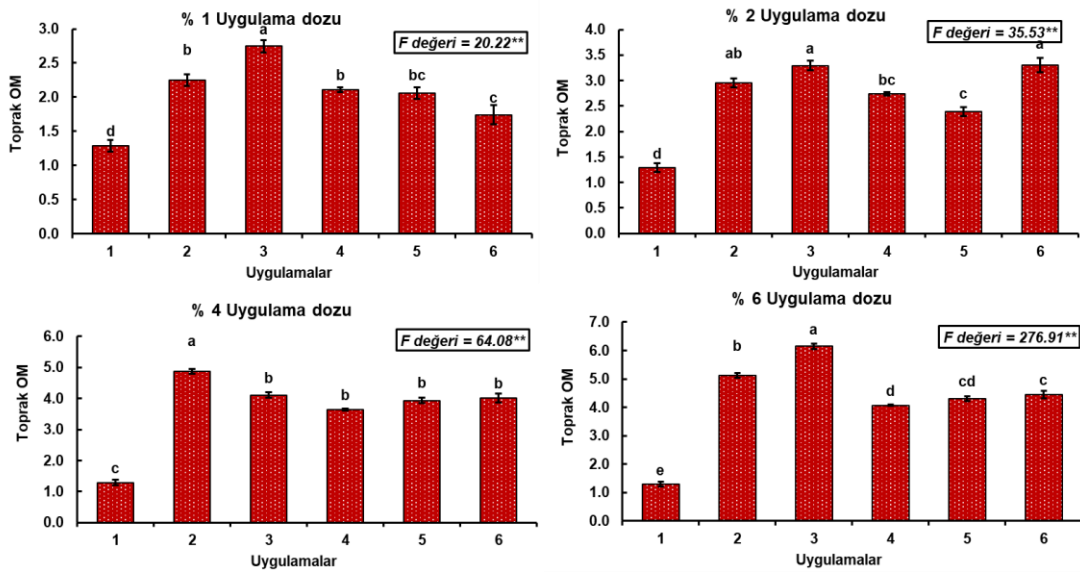 % 1 Uygulama dozu
F değeri = 20.22**
Toprak OM
3.0
2.5
2.0
1.5
1.0
0.5
0.0
d
b
a
b
bc
c
1 2 3 4 5 6
Uygulamalar
% 2 Uygulama dozu
F değeri = 35.53**
Toprak OM
4.0
3.5
3.0
2.5
2.0
1.5
1.0
0.5
0.0
d
ab
a
bc
c
a
1 2 3 4 5 6
Uygulamalar
% 4 Uygulama dozu
F değeri = 64.08**
Toprak OM
6.0
5.0
4.0
3.0
2.0
1.0
0.0
c
a
b
b
b
b
1 2 3 4 5 6
Uygulamalar
% 6 Uygulama dozu
F değeri = 276.91**
Toprak OM
7.0
6.0
5.0
4.0
3.0
2.0
1.0
0.0
e
b
a
d
cd
c
1 2 3 4 5 6
Uygulamalar